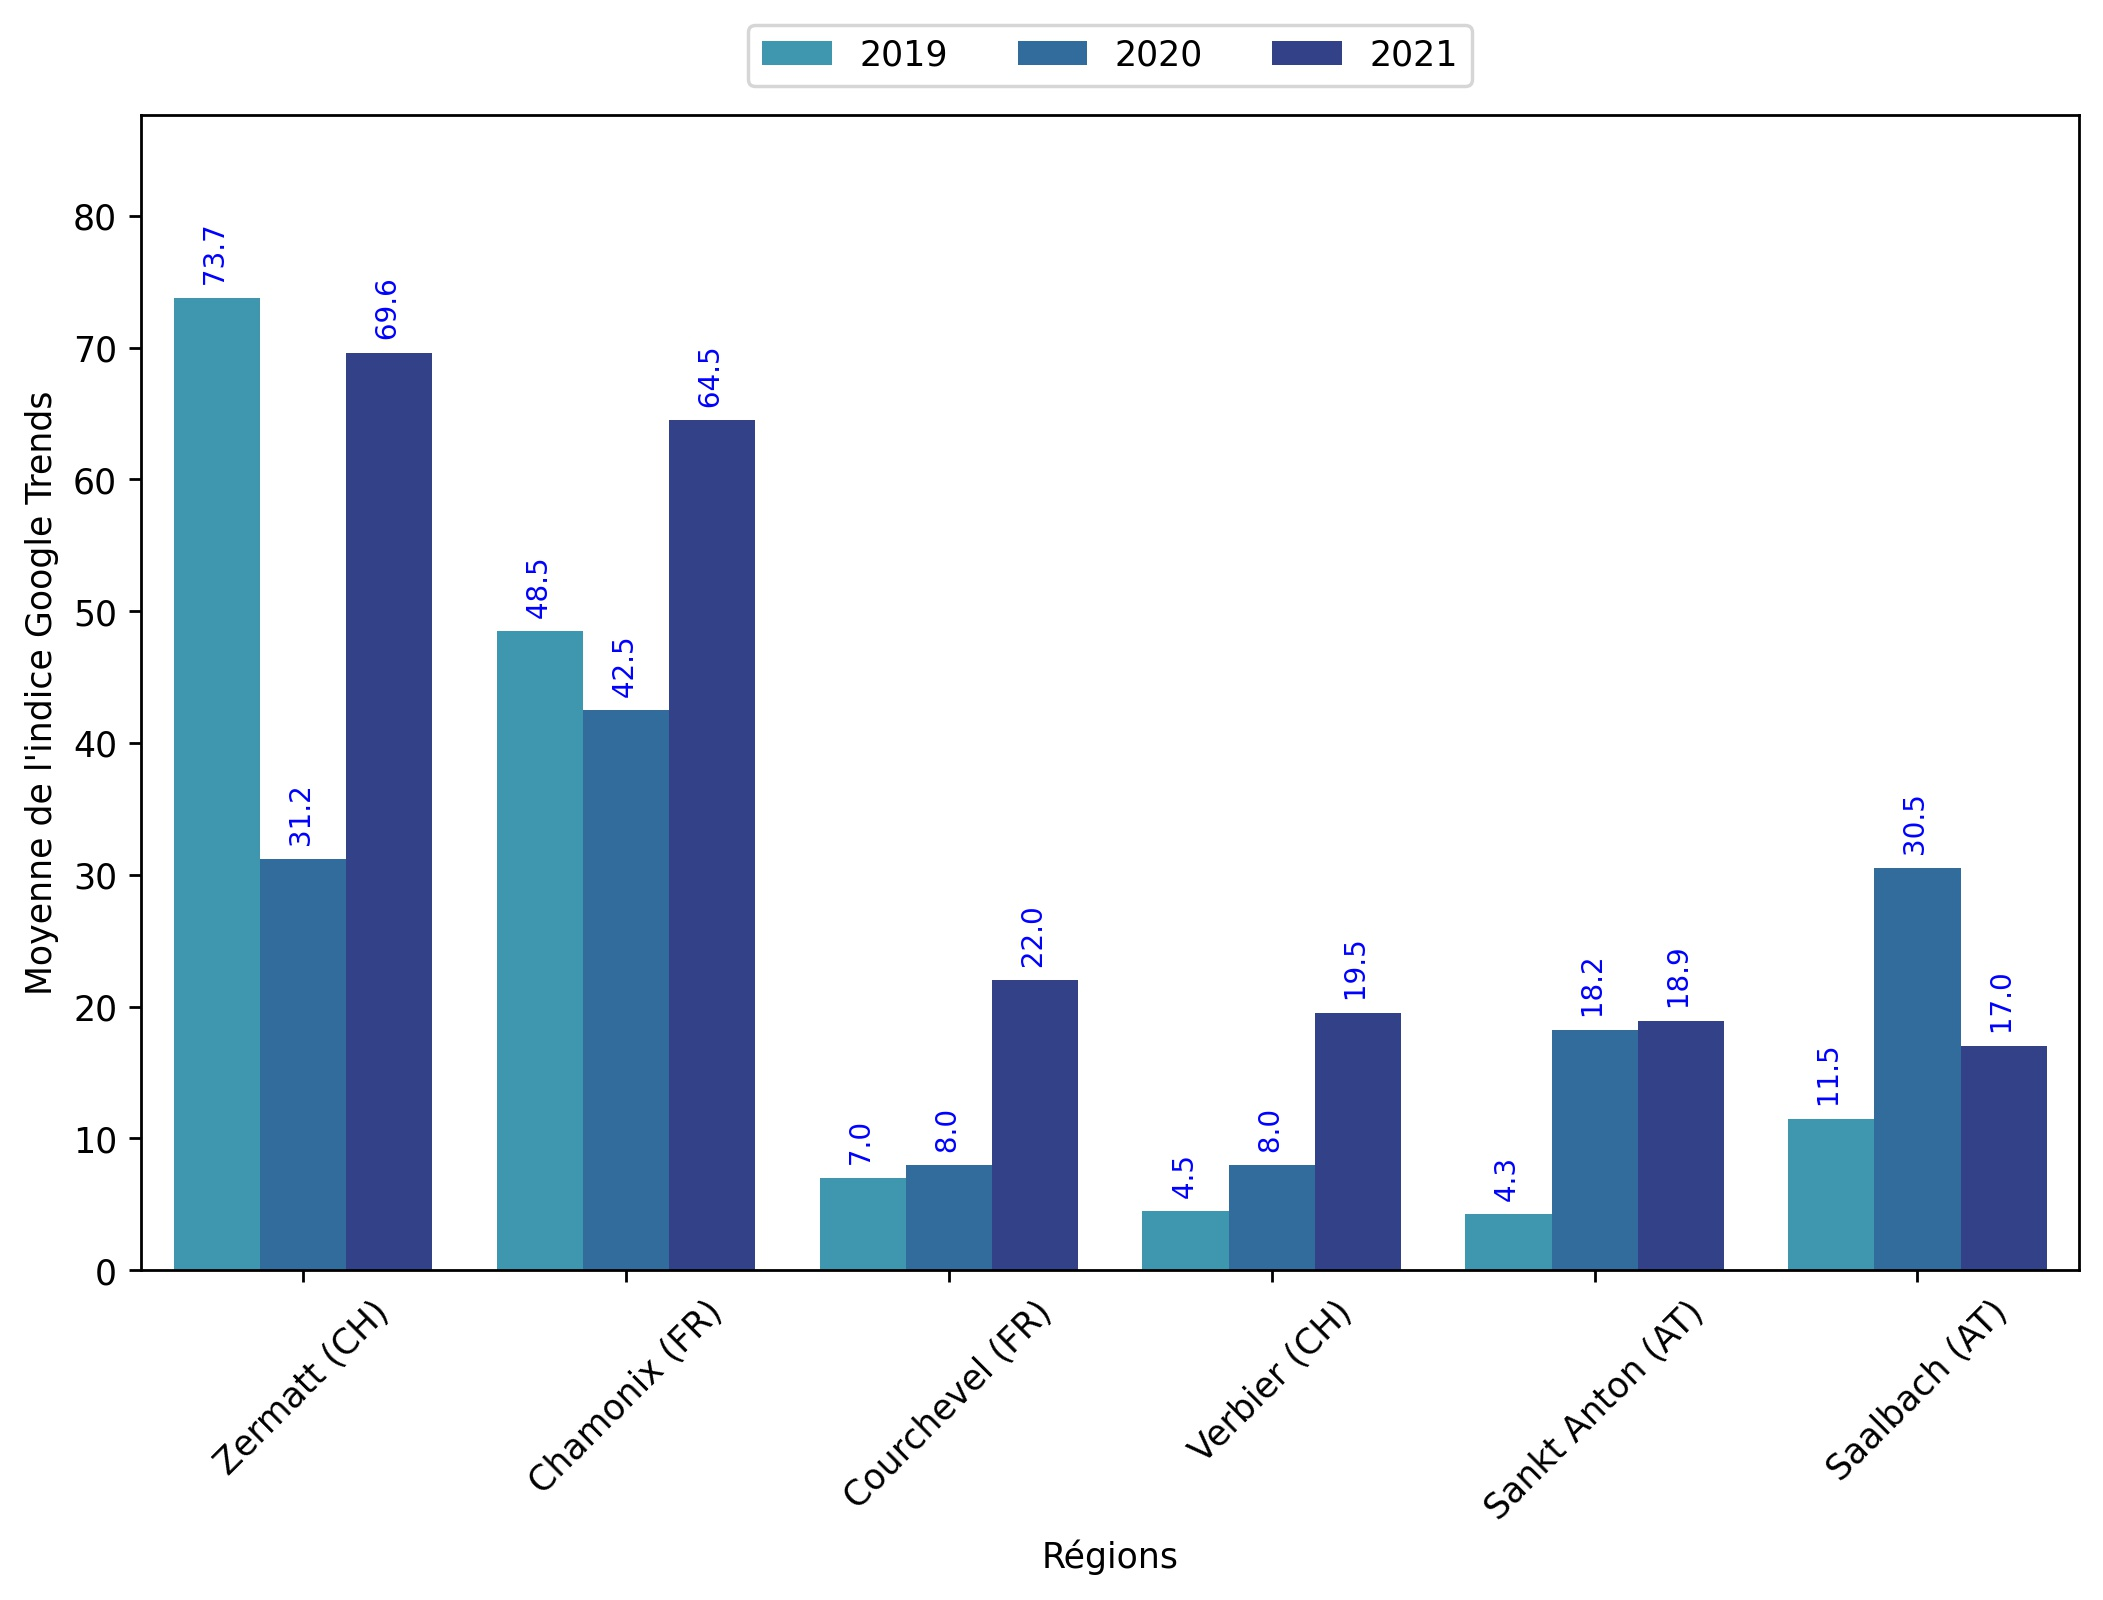 2019 2020 2021
Moyenne de l'indice Google Trends
80
70
60
50
40
30
20
10
0
73.7 31.2 69.6
48.5 42.5 64.5
7.0 8.0 22.0
4.5 8.0 19.5
4.3 18.2 18.9
11.5 30.5 17.0
Zermatt (CH)
Chamonix (FR)
Courchevel (FR)
Verbier (CH)
Sankt Anton (AT)
Saalbach (AT)
Régions